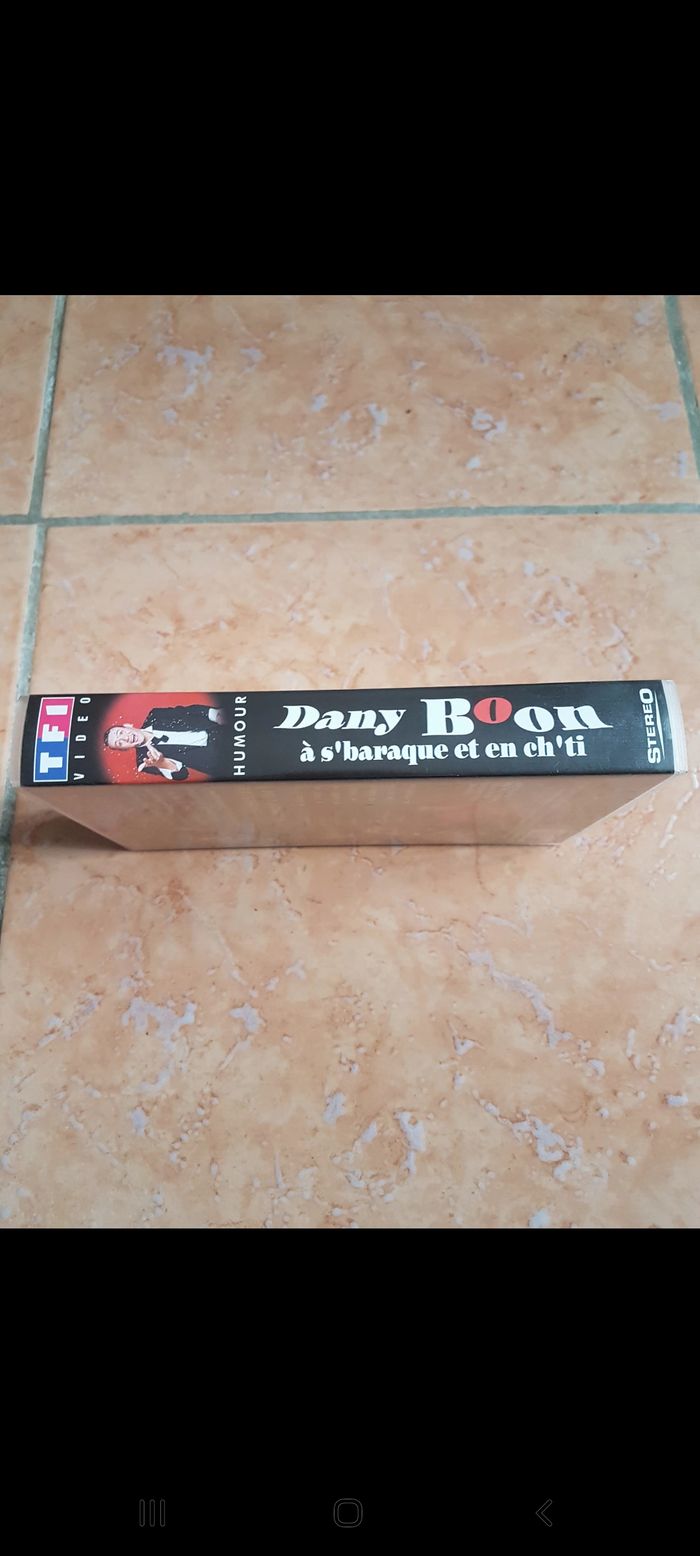 TF1
VIDEO
HUMOUR
Dany Boon
à s'baraque et en ch'ti
STEREO